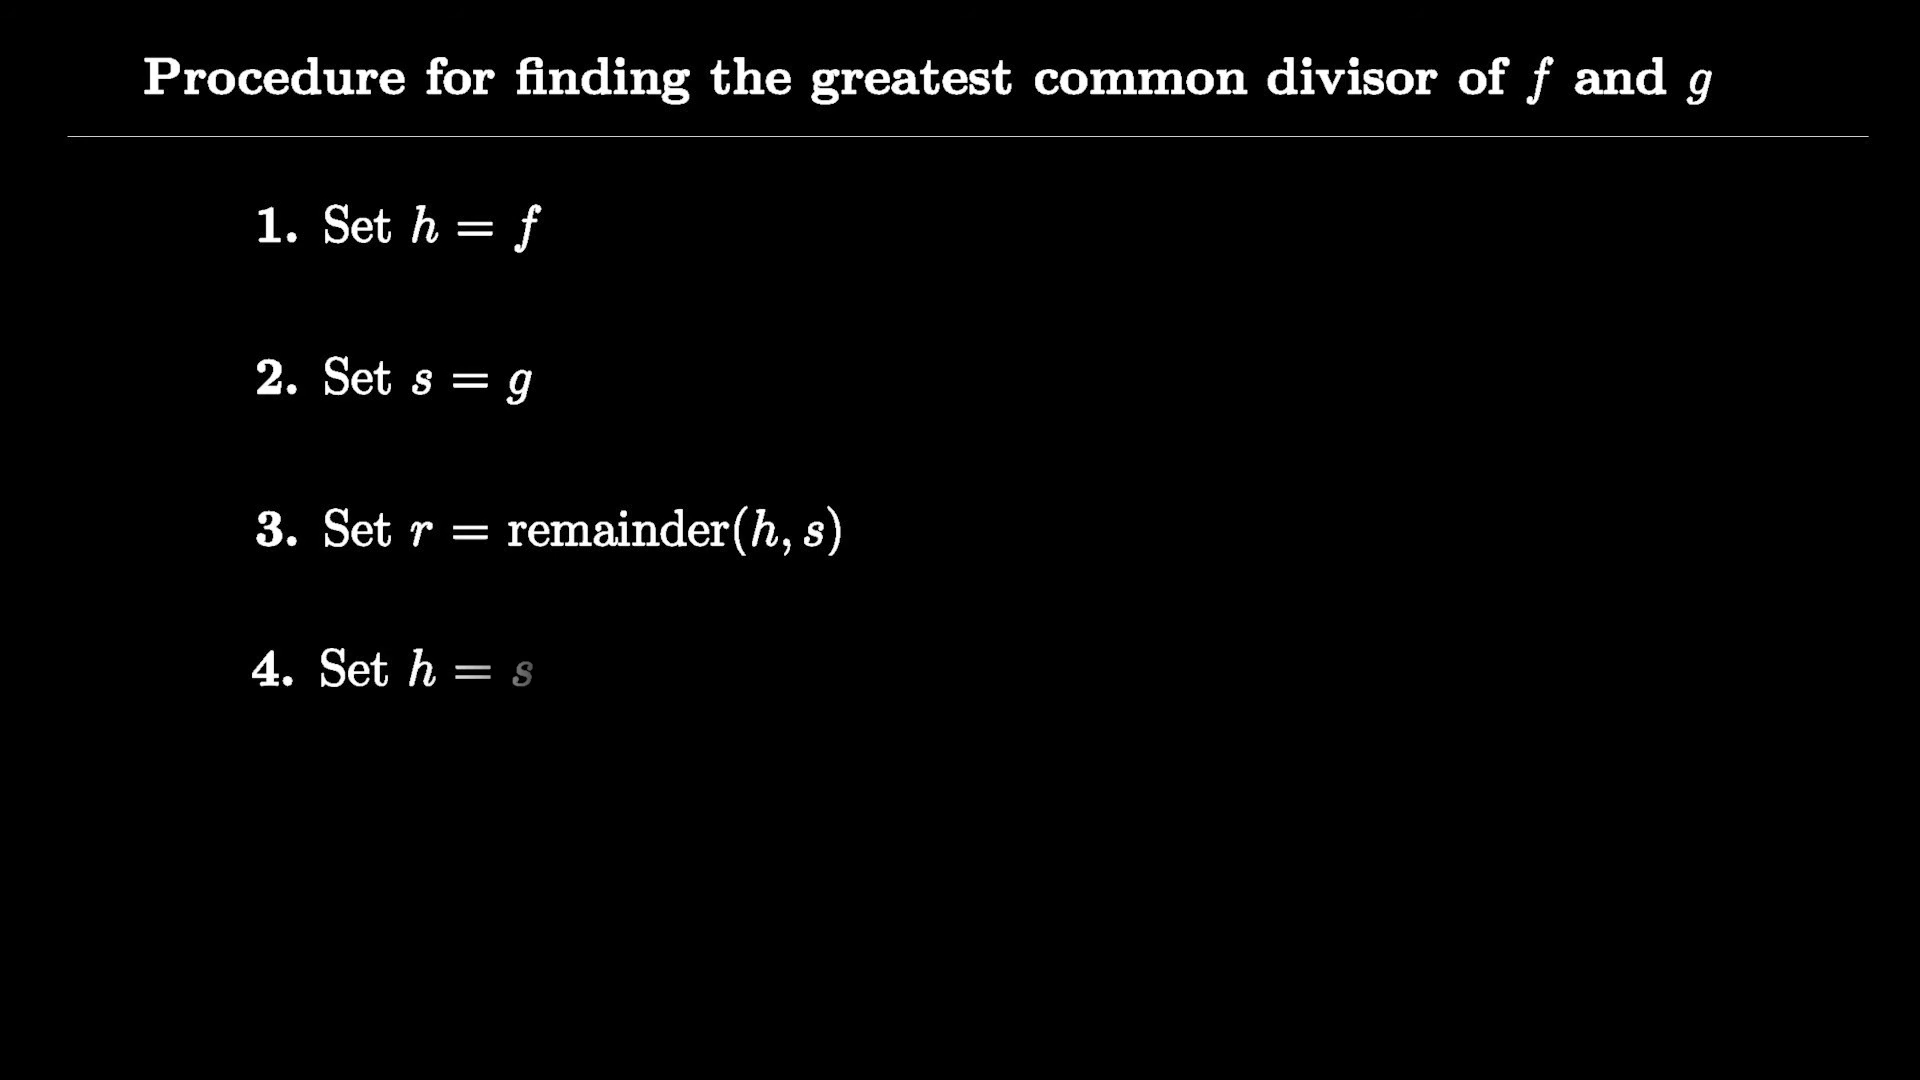 Procedure for finding the greatest common divisor of f and g
1. Set h = f
2. Set s = g
3. Set r = remainder(h, s)
4. Set h = s